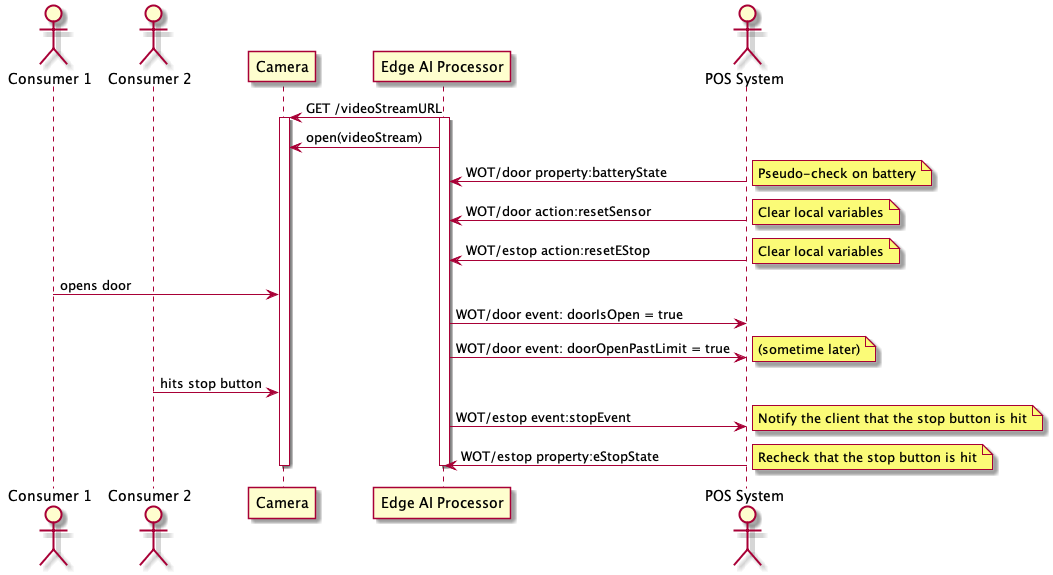 Consumer 1
Consumer 2
Camera
Edge AI Processor
POS System
GET /videoStreamURL
open(videoStream)
WOT/door property:batteryState
Pseudo-check on battery
WOT/door action:resetSensor
Clear local variables
WOT/estop action:resetEStop
Clear local variables
opens door
WOT/door event: doorIsOpen = true
WOT/door event: doorOpenPastLimit = true
(sometime later)
hits stop button
WOT/estop event:stopEvent
Notify the client that the stop button is hit
WOT/estop property:eStopState
Recheck that the stop button is hit
Consumer 1
Consumer 2
Camera
Edge AI Processor
POS System